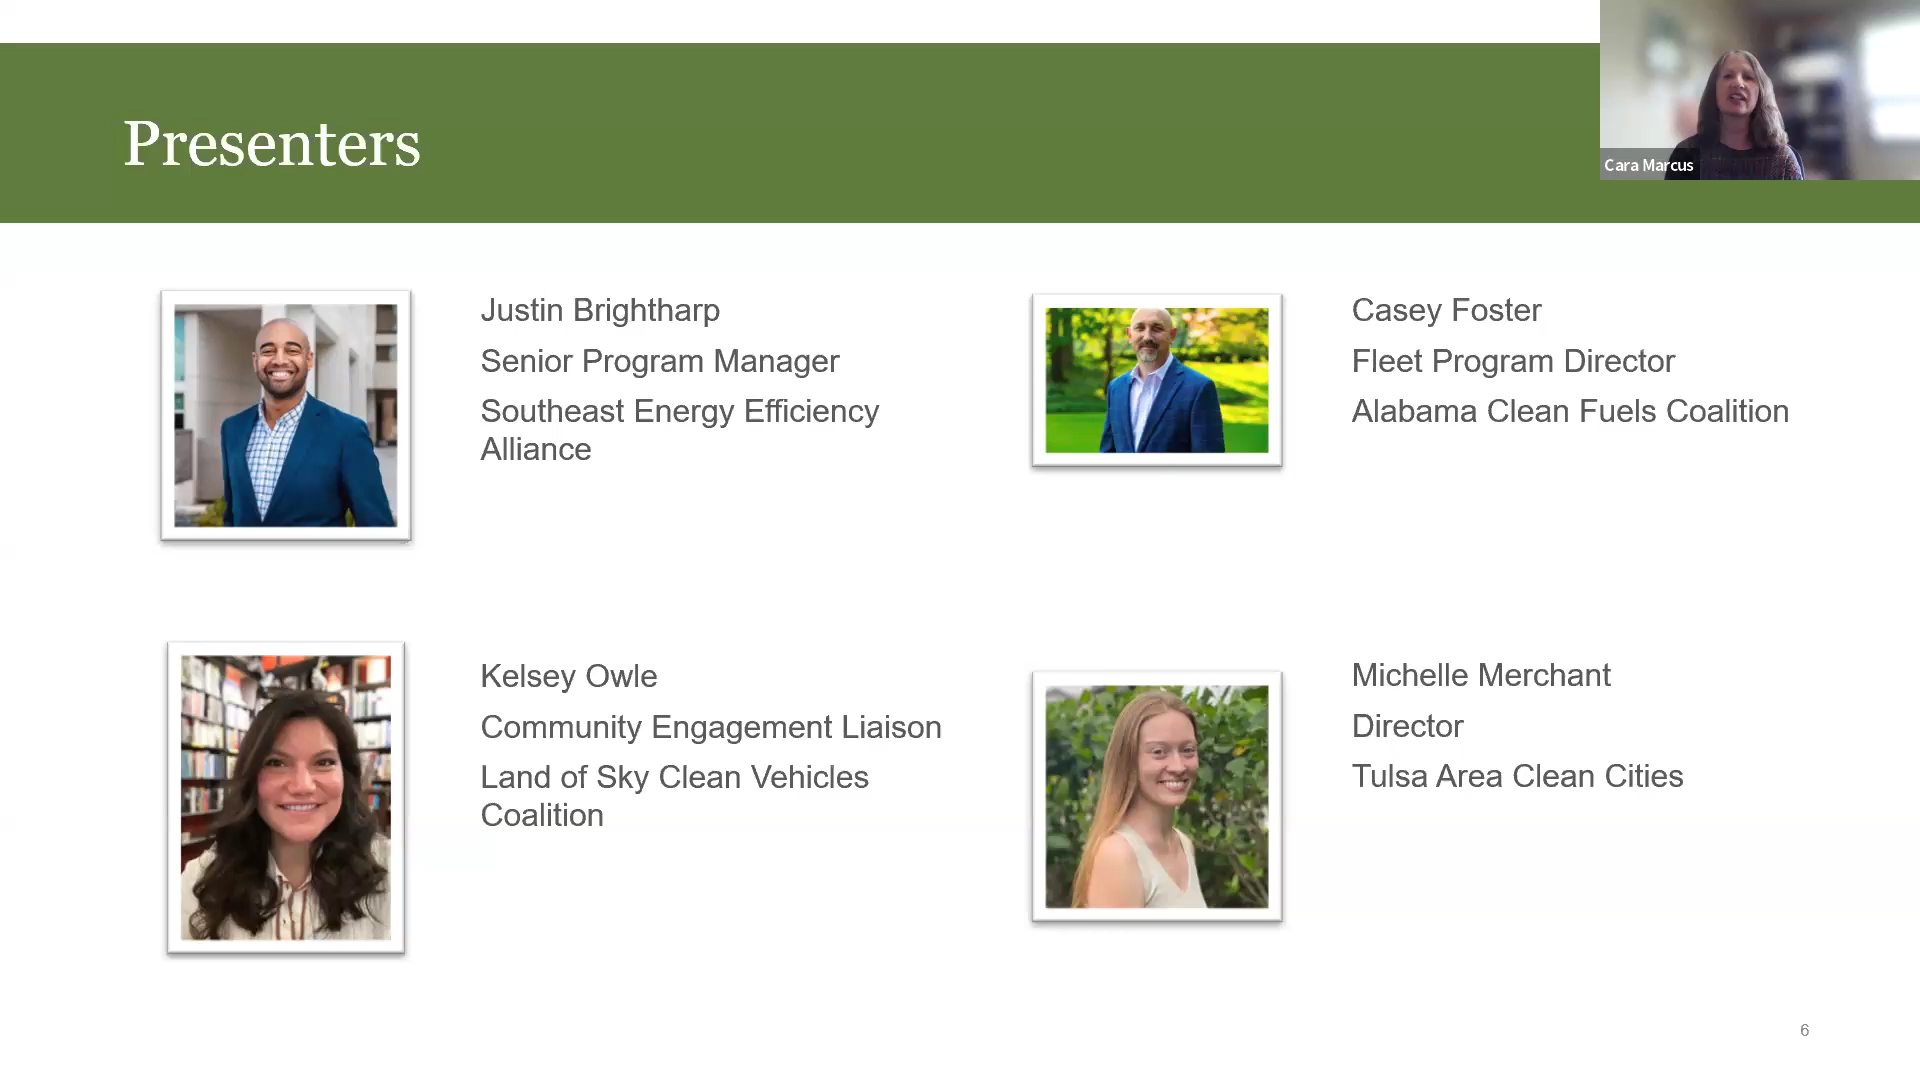 Presenters
Cara Marcus
Justin Brightharp
Senior Program Manager
Southeast Energy Efficiency
Alliance
Casey Foster
Fleet Program Director
Alabama Clean Fuels Coalition
Kelsey Owle
Community Engagement Liaison
Land of Sky Clean Vehicles
Coalition
Michelle Merchant
Director
Tulsa Area Clean Cities
6